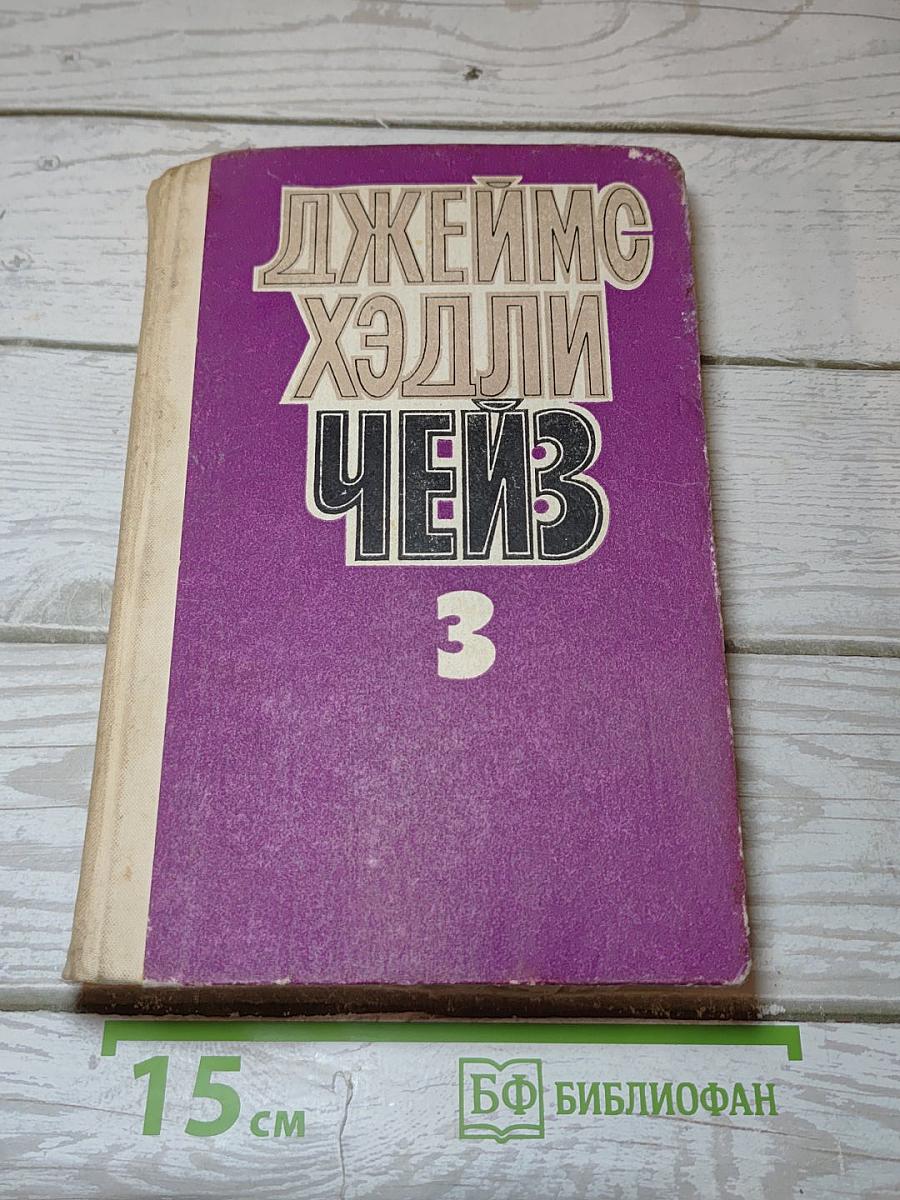 ДЖЕЙМС
ХЭДЛИ
ЧЕЙЗ
3
15 см
БФ БИБЛИОФАН